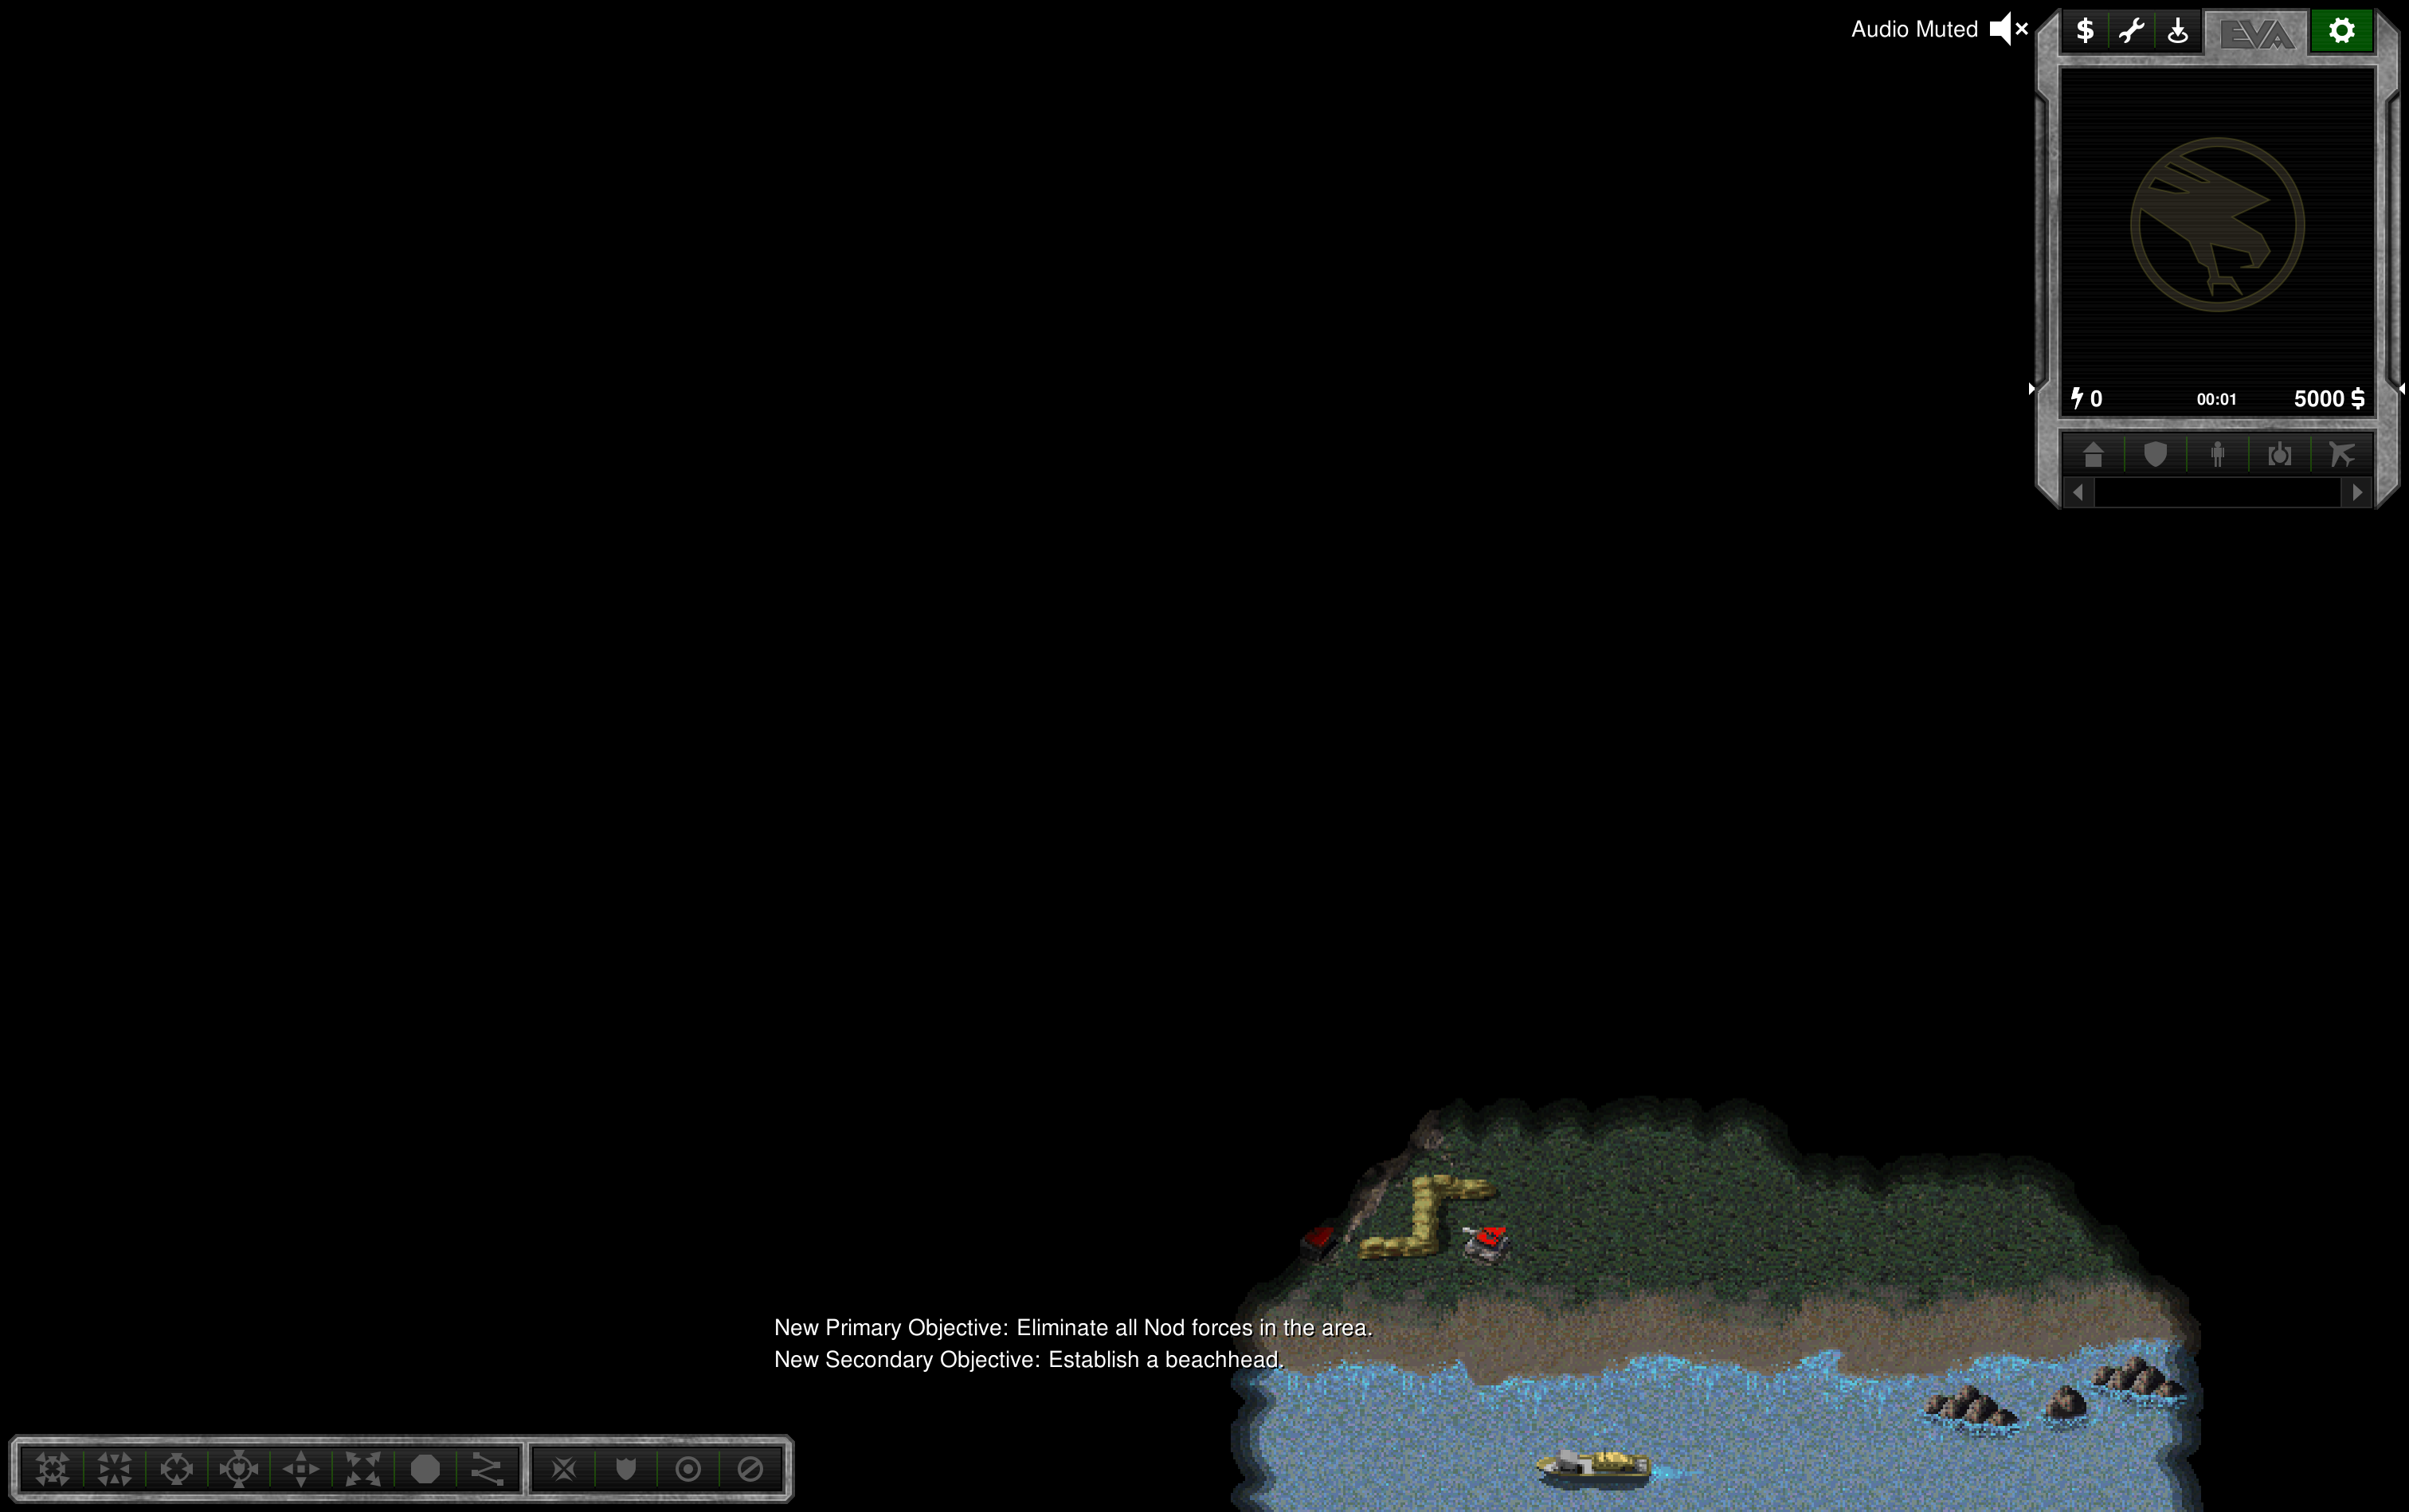 Audio Muted
EVA
0
00:01
5000 $
New Primary Objective: Eliminate all Nod forces in the area.
New Secondary Objective: Establish a beachhead.